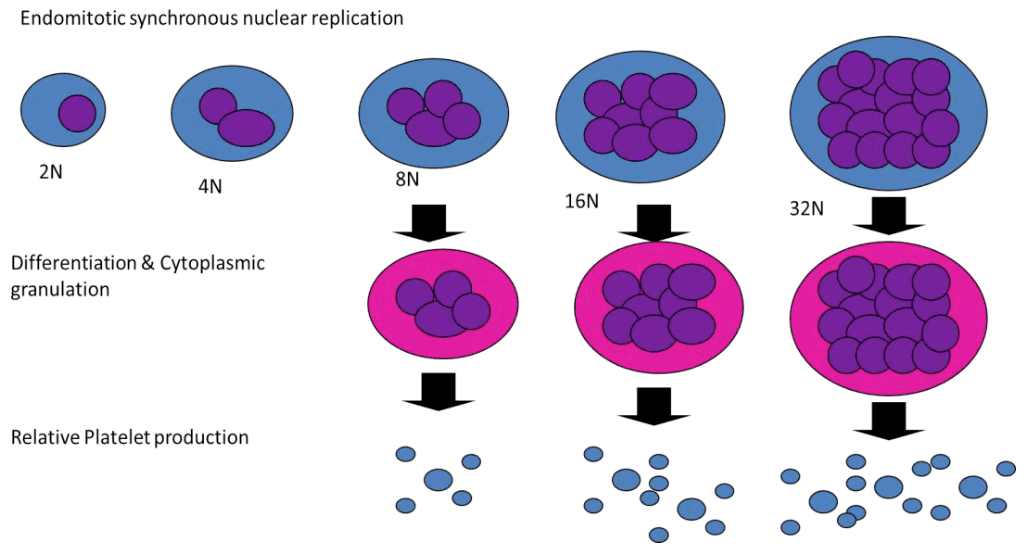 Endomitotic synchronous nuclear replication
2N
4N
8N
16N
32N
Differentiation & Cytoplasmic
granulation
Relative Platelet production